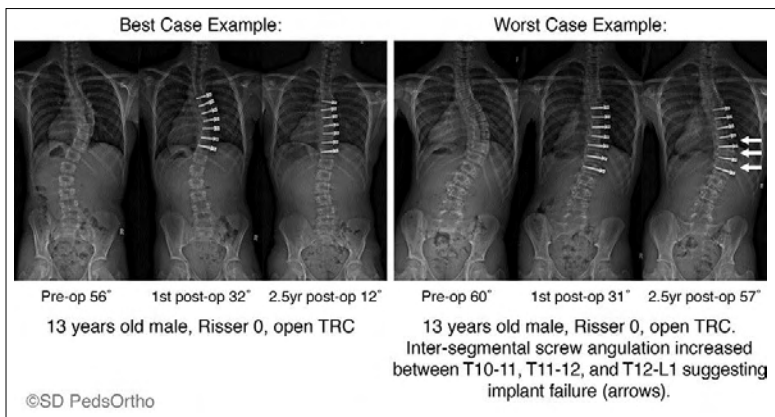 Best Case Example:
Worst Case Example:
Pre-op 56°
1st post-op 32°
2.5yr post-op 12°
Pre-op 60°
1st post-op 31°
2.5yr post-op 57°
13 years old male, Risser 0, open TRC
13 years old male, Risser 0, open TRC.
Inter-segmental screw angulation increased
between T10-11, T11-12, and T12-L1 suggesting
implant failure (arrows).
©SD PedsOrtho